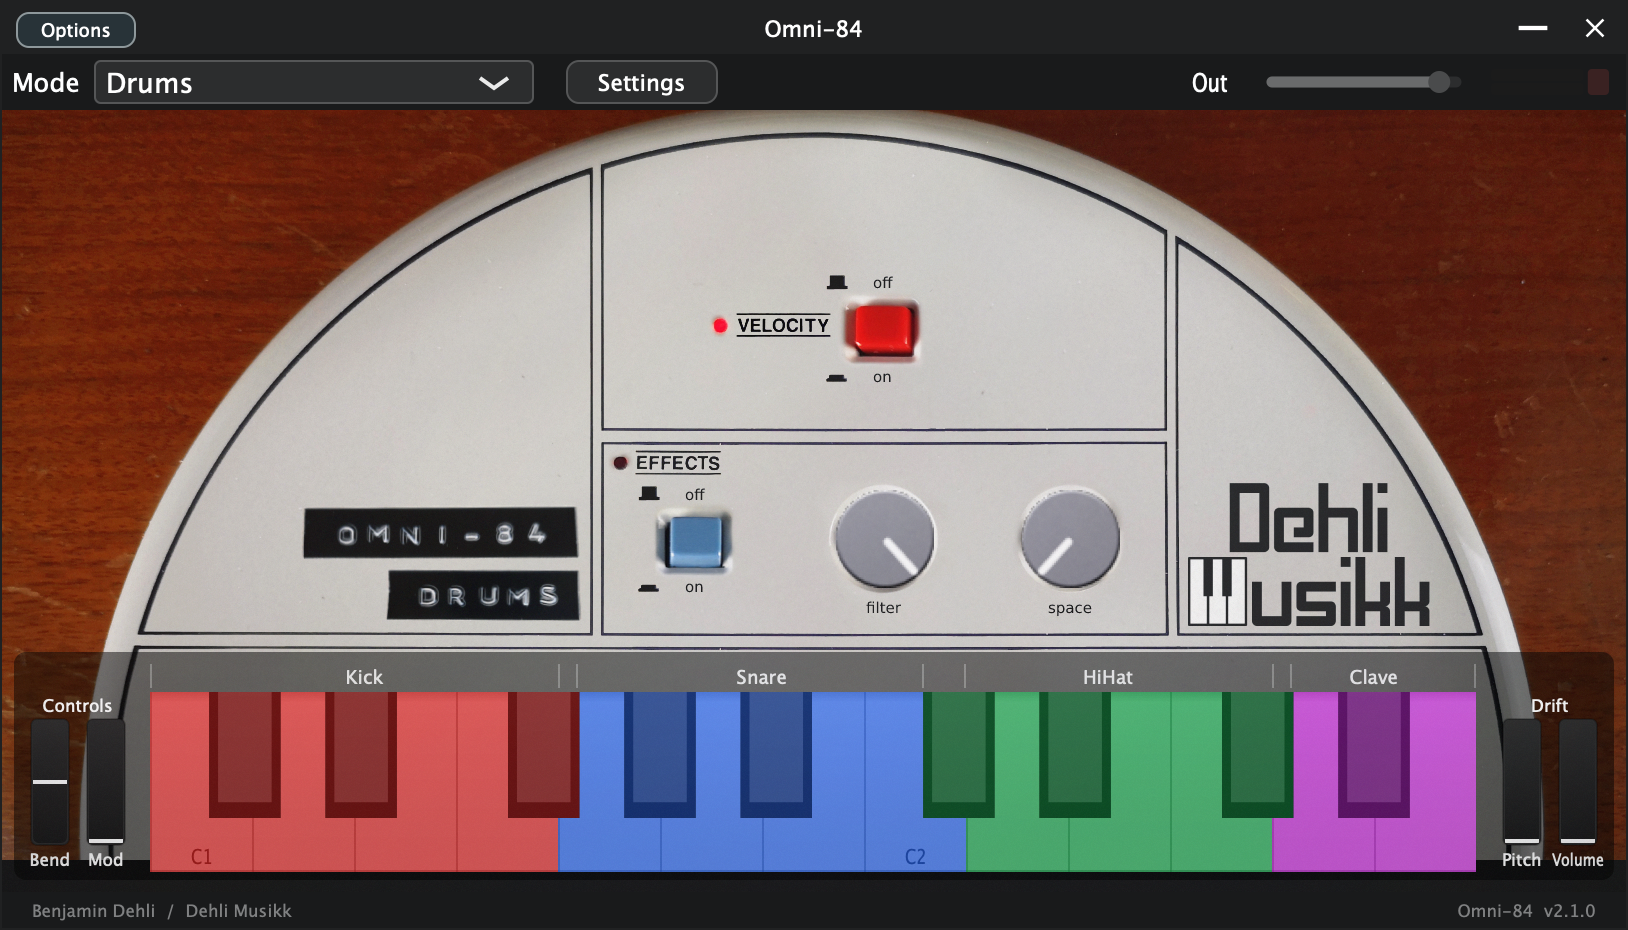 Options
Omni-84
Mode
Drums
Settings
Out
off
VELOCITY
on
EFFECTS
off
on
filter
space
OMNI-84
DRUMS
Dehli
Musikk
Kick
Snare
HiHat
Clave
Controls
Drift
C1
C2
Bend
Mod
Pitch
Volume
Benjamin Dehli / Dehli Musikk
Omni-84 v2.1.0